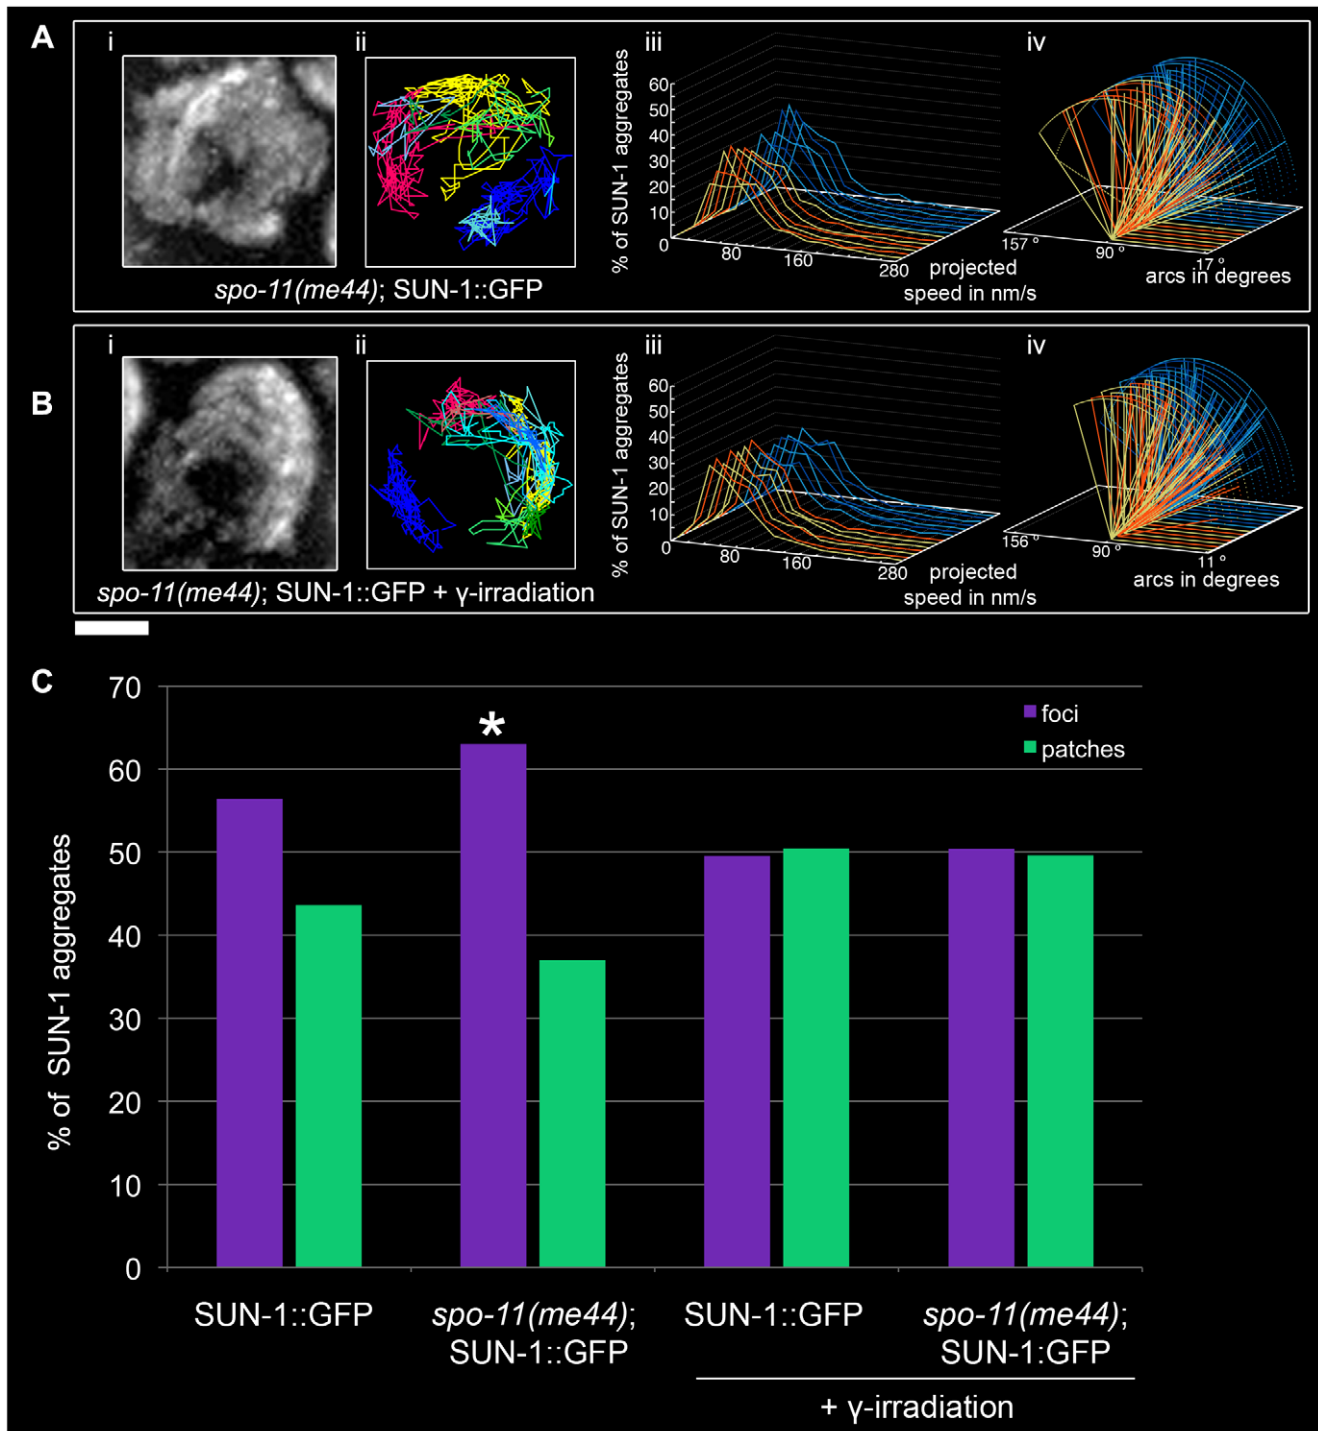 A
i
ii
iii
iv
% of SUN-1 aggregates
60
50
40
30
20
10
0
80
160
280
projected
speed in nm/s
157 °
90 °
17 °
arcs in degrees
spo-11(me44); SUN-1::GFP
B
i
ii
iii
iv
% of SUN-1 aggregates
60
50
40
30
20
10
0
80
160
280
projected
speed in nm/s
156 °
90 °
11 °
arcs in degrees
spo-11(me44); SUN-1::GFP + γ-irradiation
C
% of SUN-1 aggregates
70
60
50
40
30
20
10
0
*
foci
patches
SUN-1::GFP
spo-11(me44);
SUN-1::GFP
SUN-1::GFP
spo-11(me44);
SUN-1:GFP
+ γ-irradiation